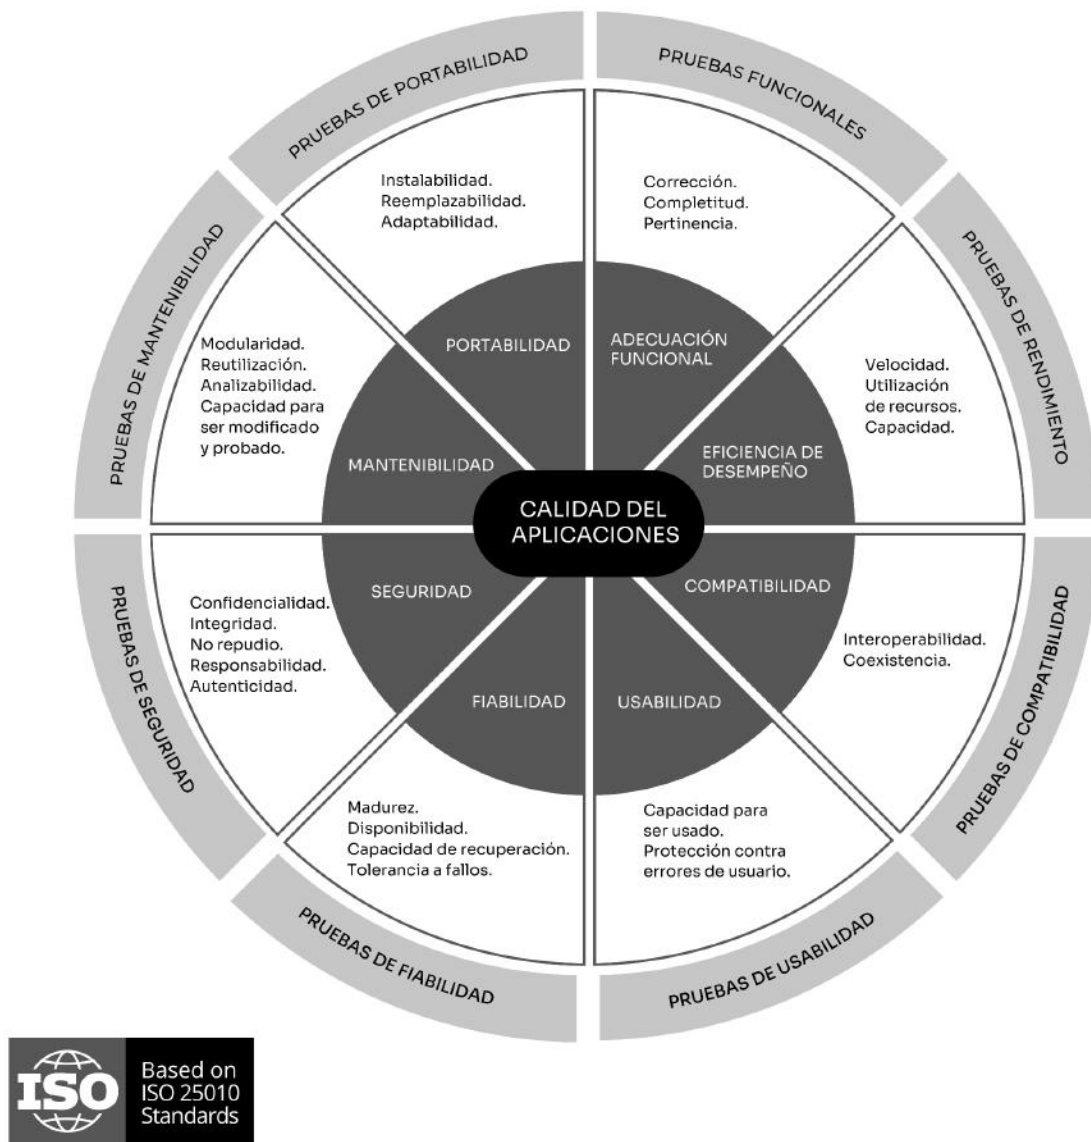 PRUEBAS DE PORTABILIDAD
PRUEBAS FUNCIONALES
Instalabilidad.
Reemplazabilidad.
Adaptabilidad.
Corrección.
Completitud.
Pertinencia.
PRUEBAS DE MANTENIBILIDAD
PRUEBAS DE RENDIMIENTO
Modularidad.
Reutilización.
Analizabilidad.
Capacidad para
ser modificado
y probado.
PORTABILIDAD
ADECUACIÓN
FUNCIONAL
Velocidad.
Utilización
de recursos.
Capacidad.
MANTENIBILIDAD
EFICIENCIA DE
DESEMPEÑO
CALIDAD DEL
APLICACIONES
SEGURIDAD
COMPATIBILIDAD
Confidencialidad.
Integridad.
No repudio.
Responsabilidad.
Autenticidad.
Interoperabilidad.
Coexistencia.
PRUEBAS DE SEGURIDAD
PRUEBAS DE COMPATIBILIDAD
FIABILIDAD
USABILIDAD
Madurez.
Disponibilidad.
Capacidad de recuperación.
Tolerancia a fallos.
Capacidad para
ser usado.
Protección contra
errores de usuario.
PRUEBAS DE FIABILIDAD
PRUEBAS DE USABILIDAD
ISO
Based on
ISO 25010
Standards